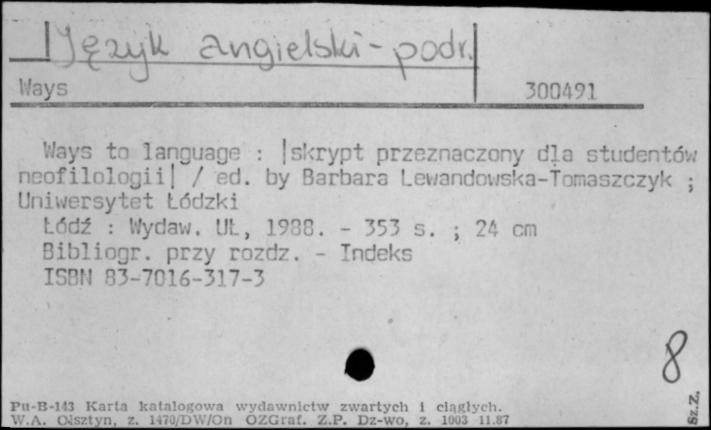 Język angielski - podr.
Ways 300491
Ways to language : |skrypt przeznaczony dla studentów
neofilologii| / ed. by Barbara Lewandowska-Tomaszczyk ;
Uniwersytet Łódzki
Łódź : Wydaw. UŁ, 1988. - 353 s. ; 24 cm
Bibliogr. przy rozdz. - Indeks
ISBN 83-7016-317-3
8
Pu-B-143 Karta katalogowa wydawnictw zwartych i ciągłych.
W.A. Olsztyn, z. 1470/DW/On OZGraf. Z.P. Dz-wo, z. 1003 11.87
Sz.Z.